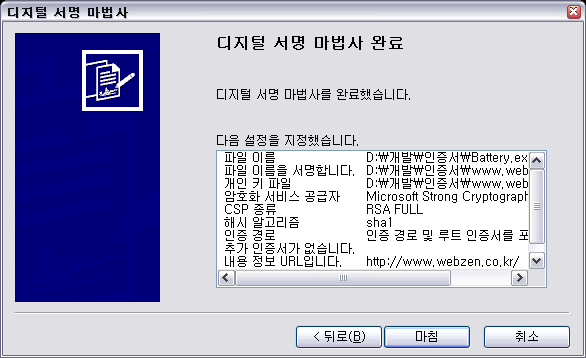 디지털 서명 마법사
디지털 서명 마법사 완료
디지털 서명 마법사를 완료했습니다.
다음 설정을 지정했습니다.
파일 이름 D:\개발\인증서\Battery.ex
파일 이름을 서명합니다. D:\개발\인증서\www.web
개인 키 파일 D:\개발\인증서\www.web
암호화 서비스 공급자 Microsoft Strong Cryptograph
CSP 종류 RSA FULL
해시 알고리즘 sha1
인증 경로 인증 경로 및 루트 인증서를 포
추가 인증서가 없습니다.
내용 정보 URL입니다. http://www.webzen.co.kr/
< 뒤로(B) 마침 취소